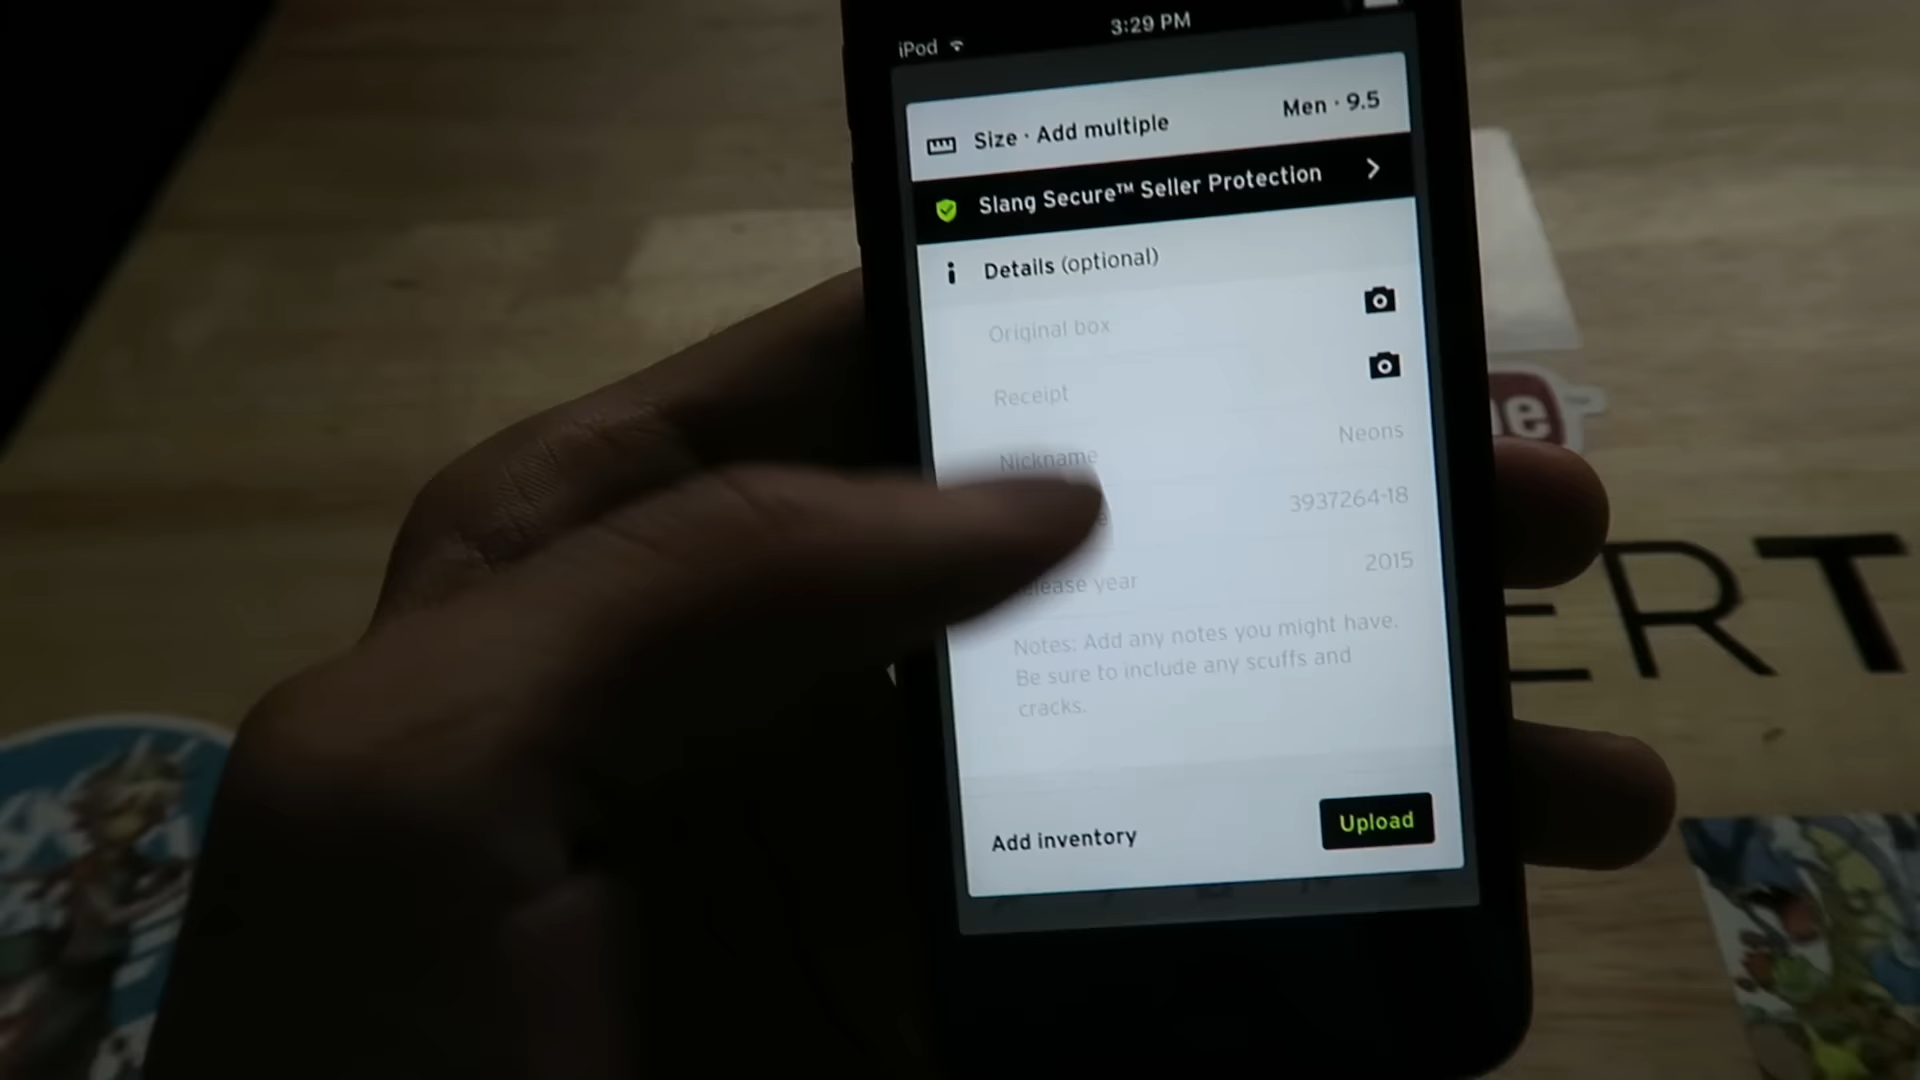 iPod 3:29 PM
Size · Add multiple Men · 9.5
Slang Secure™ Seller Protection
Details (optional)
Original box
Receipt
Nickname Neons
3937264-18
year 2015
Notes: Add any notes you might have.
Be sure to include any scuffs and
cracks.
Add inventory Upload
ERT